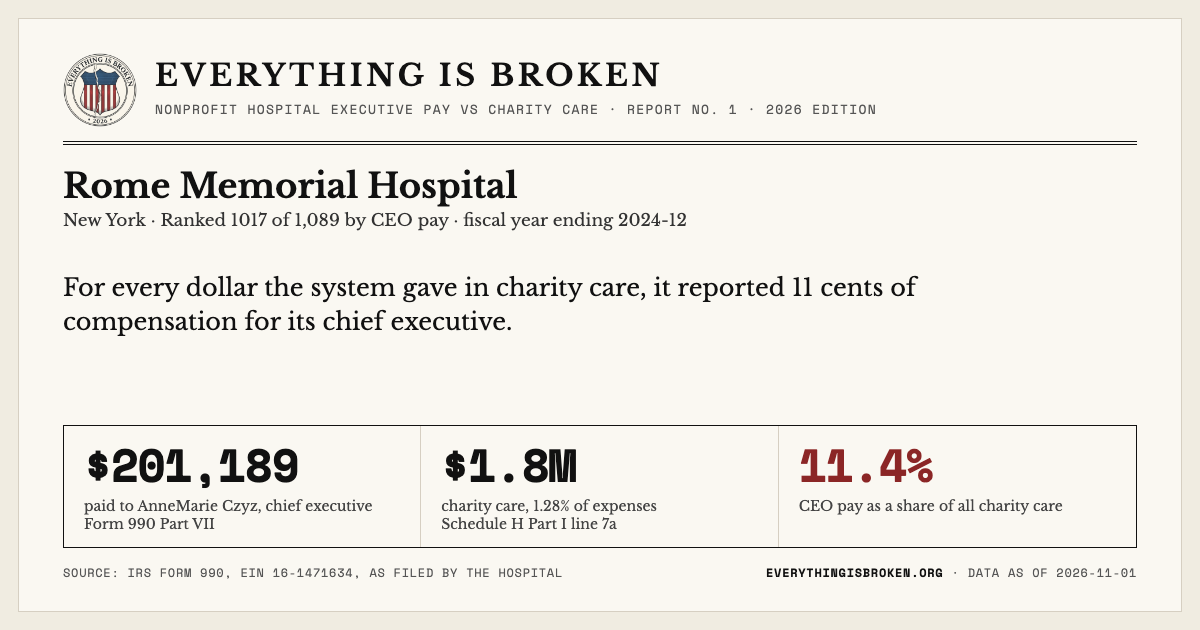 EVERYTHING IS BROKEN
2026
EVERYTHING IS BROKEN
NONPROFIT HOSPITAL EXECUTIVE PAY VS CHARITY CARE · REPORT NO. 1 · 2026 EDITION
Rome Memorial Hospital
New York · Ranked 1017 of 1,089 by CEO pay · fiscal year ending 2024-12
For every dollar the system gave in charity care, it reported 11 cents of
compensation for its chief executive.
$201,189
paid to AnneMarie Czyz, chief executive
Form 990 Part VII
$1.8M
charity care, 1.28% of expenses
Schedule H Part I line 7a
11.4%
CEO pay as a share of all charity care
SOURCE: IRS FORM 990, EIN 16-1471634, AS FILED BY THE HOSPITAL
EVERYTHINGISBROKEN.ORG · DATA AS OF 2026-11-01